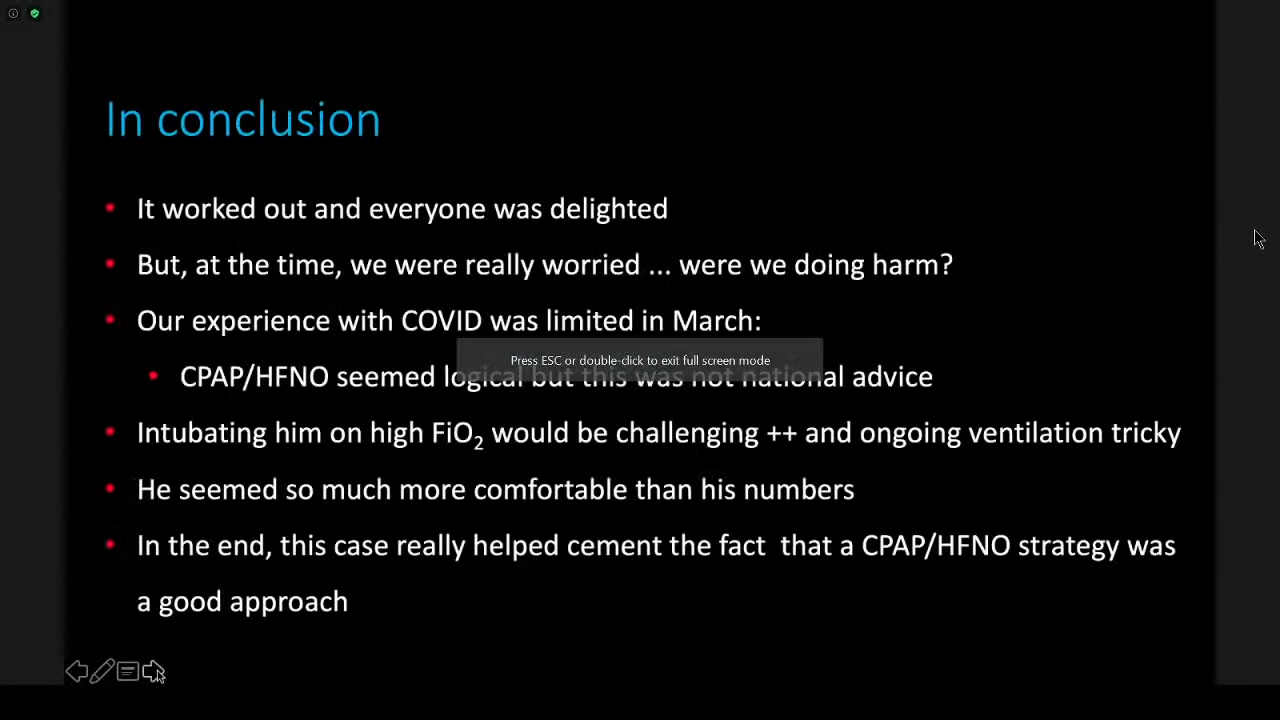 In conclusion
It worked out and everyone was delighted
But, at the time, we were really worried ... were we doing harm?
Our experience with COVID was limited in March:
Press ESC or double-click to exit full screen mode
CPAP/HFNO seemed logical but this was not national advice
Intubating him on high FiO₂ would be challenging ++ and ongoing ventilation tricky
He seemed so much more comfortable than his numbers
In the end, this case really helped cement the fact  that a CPAP/HFNO strategy was
a good approach